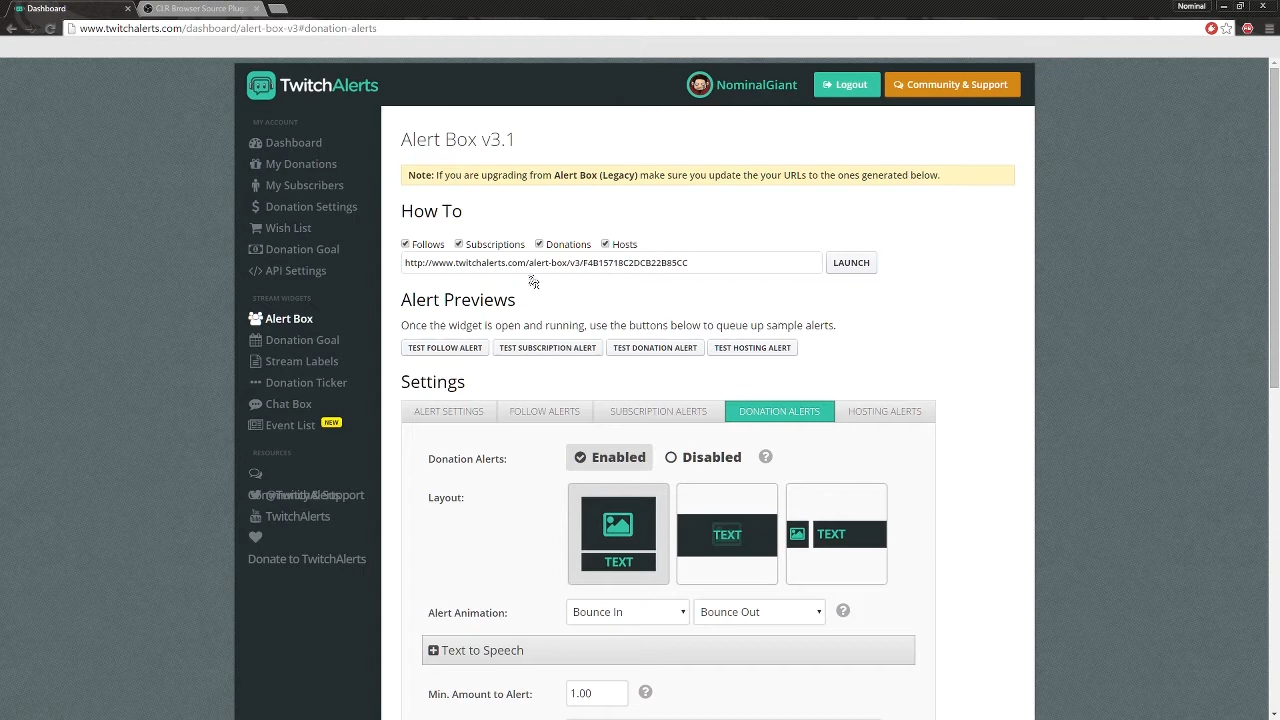 Dashboard
CLR Browser Source Plug
Nominal
www.twitchalerts.com/dashboard/alert-box-v3#donation-alerts
TwitchAlerts
NominalGiant
Logout
Community & Support
MY ACCOUNT
Dashboard
My Donations
My Subscribers
Donation Settings
Wish List
Donation Goal
API Settings
STREAM WIDGETS
Alert Box
Donation Goal
Stream Labels
Donation Ticker
Chat Box
Event List NEW
RESOURCES
Community & Support
@TwitchAlerts
TwitchAlerts
Donate to TwitchAlerts
Alert Box v3.1
Note: If you are upgrading from Alert Box (Legacy) make sure you update the your URLs to the ones generated below.
How To
Follows Subscriptions Donations Hosts
http://www.twitchalerts.com/alert-box/v3/F4B15718C2DCB22B85CC LAUNCH
Alert Previews
Once the widget is open and running, use the buttons below to queue up sample alerts.
TEST FOLLOW ALERT TEST SUBSCRIPTION ALERT TEST DONATION ALERT TEST HOSTING ALERT
Settings
ALERT SETTINGS FOLLOW ALERTS SUBSCRIPTION ALERTS DONATION ALERTS HOSTING ALERTS
Donation Alerts: Enabled Disabled ?
Layout:
TEXT
TEXT
TEXT
Alert Animation: Bounce In Bounce Out ?
Text to Speech
Min. Amount to Alert: 1.00 ?